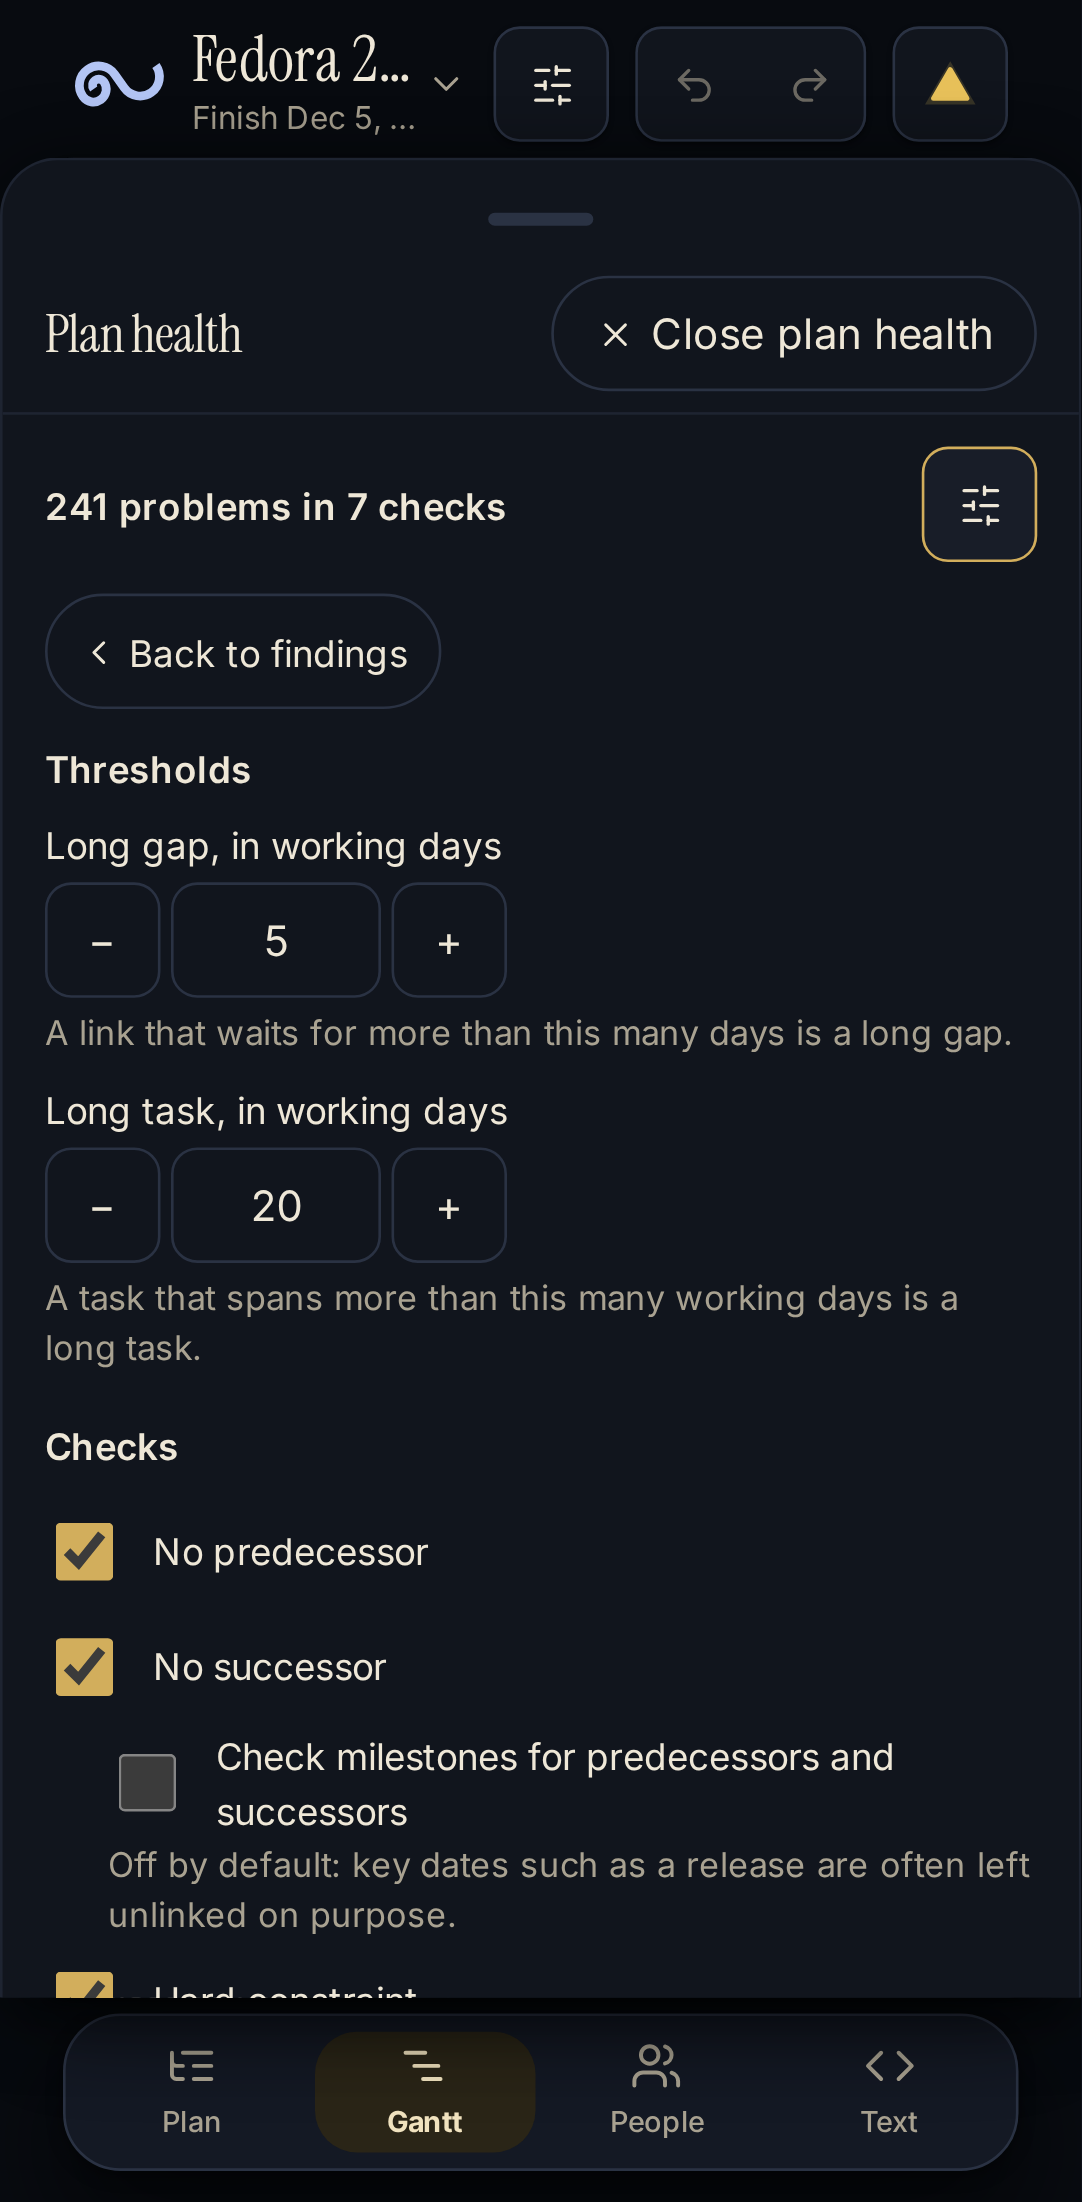 Fedora 2...
Finish Dec 5, ...
Plan health
Close plan health
241 problems in 7 checks
Back to findings
Thresholds
Long gap, in working days
5
A link that waits for more than this many days is a long gap.
Long task, in working days
20
A task that spans more than this many working days is a
long task.
Checks
No predecessor
No successor
Check milestones for predecessors and
successors
Off by default: key dates such as a release are often left
unlinked on purpose.
Hard constraint
Plan
Gantt
People
Text